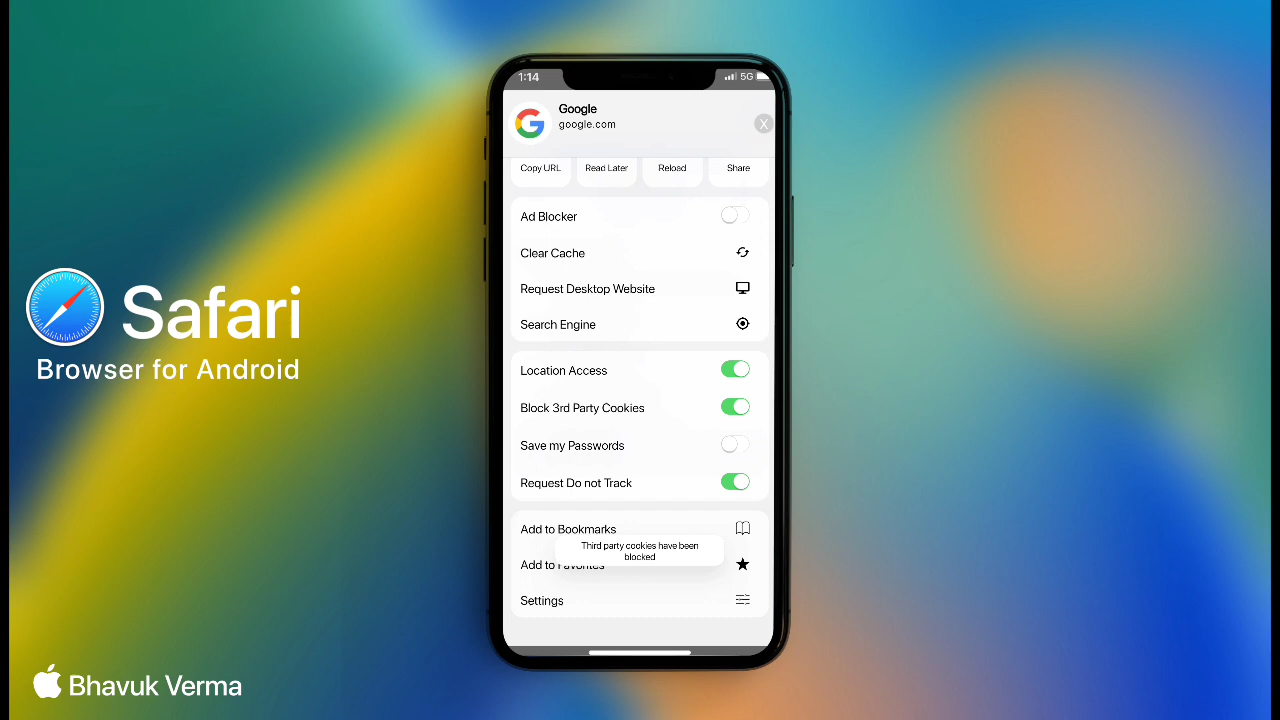 1:14
5G
Google
google.com
X
Copy URL
Read Later
Reload
Share
Ad Blocker
Clear Cache
Request Desktop Website
Search Engine
Location Access
Block 3rd Party Cookies
Save my Passwords
Request Do not Track
Add to Bookmarks
Third party cookies have been
blocked
Add to Favorites
Settings
Safari
Browser for Android
Bhavuk Verma